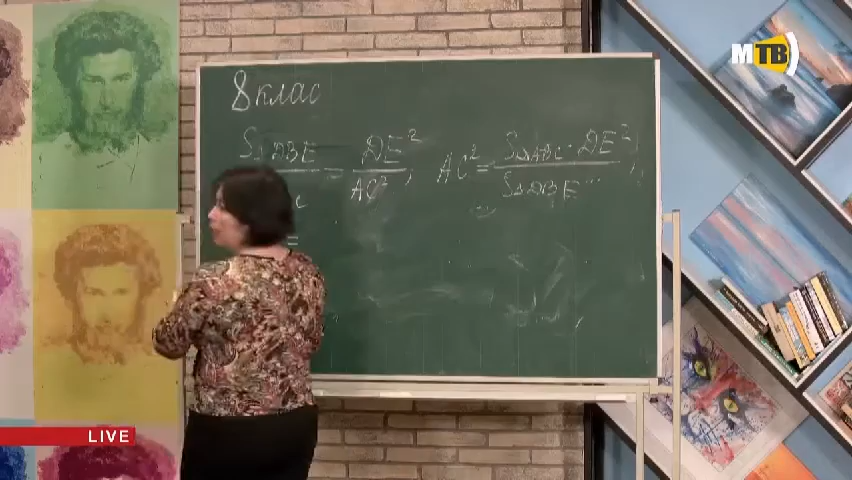 МТВ
8 клас
S△DBE = DE² ; AC² = S△ABC · DE² ;
AC² S△DBE
=
LIVE